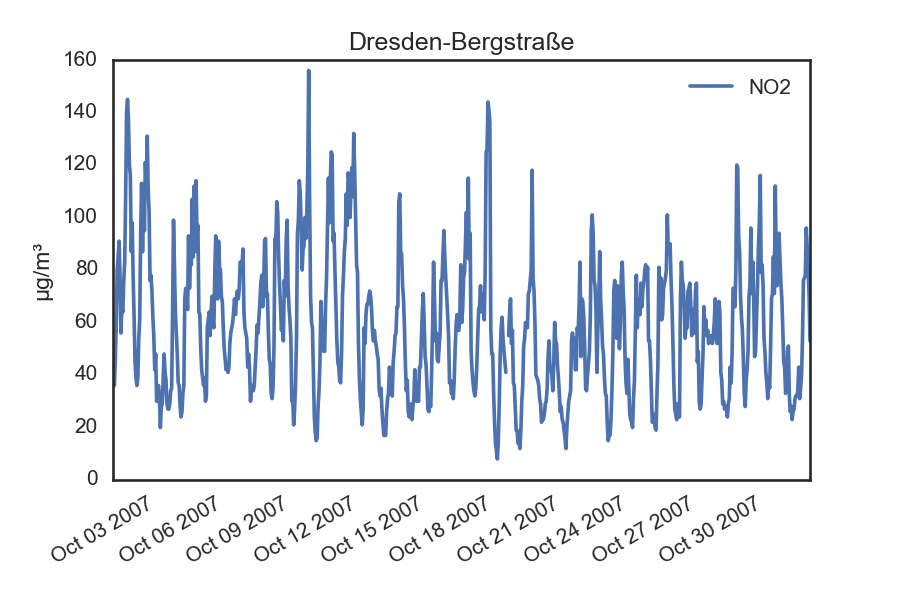 Dresden-Bergstraße
160
140
120
100
80
60
40
20
0
µg/m³
NO2
Oct 03 2007
Oct 06 2007
Oct 09 2007
Oct 12 2007
Oct 15 2007
Oct 18 2007
Oct 21 2007
Oct 24 2007
Oct 27 2007
Oct 30 2007